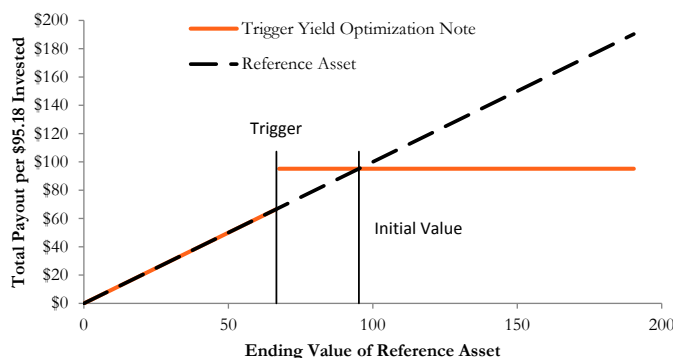 $200
$180
$160
$140
$120
$100
$80
$60
$40
$20
$0
Total Payout per $95.18 Invested
Trigger Yield Optimization Note
Reference Asset
Trigger
Initial Value
0
50
100
150
200
Ending Value of Reference Asset